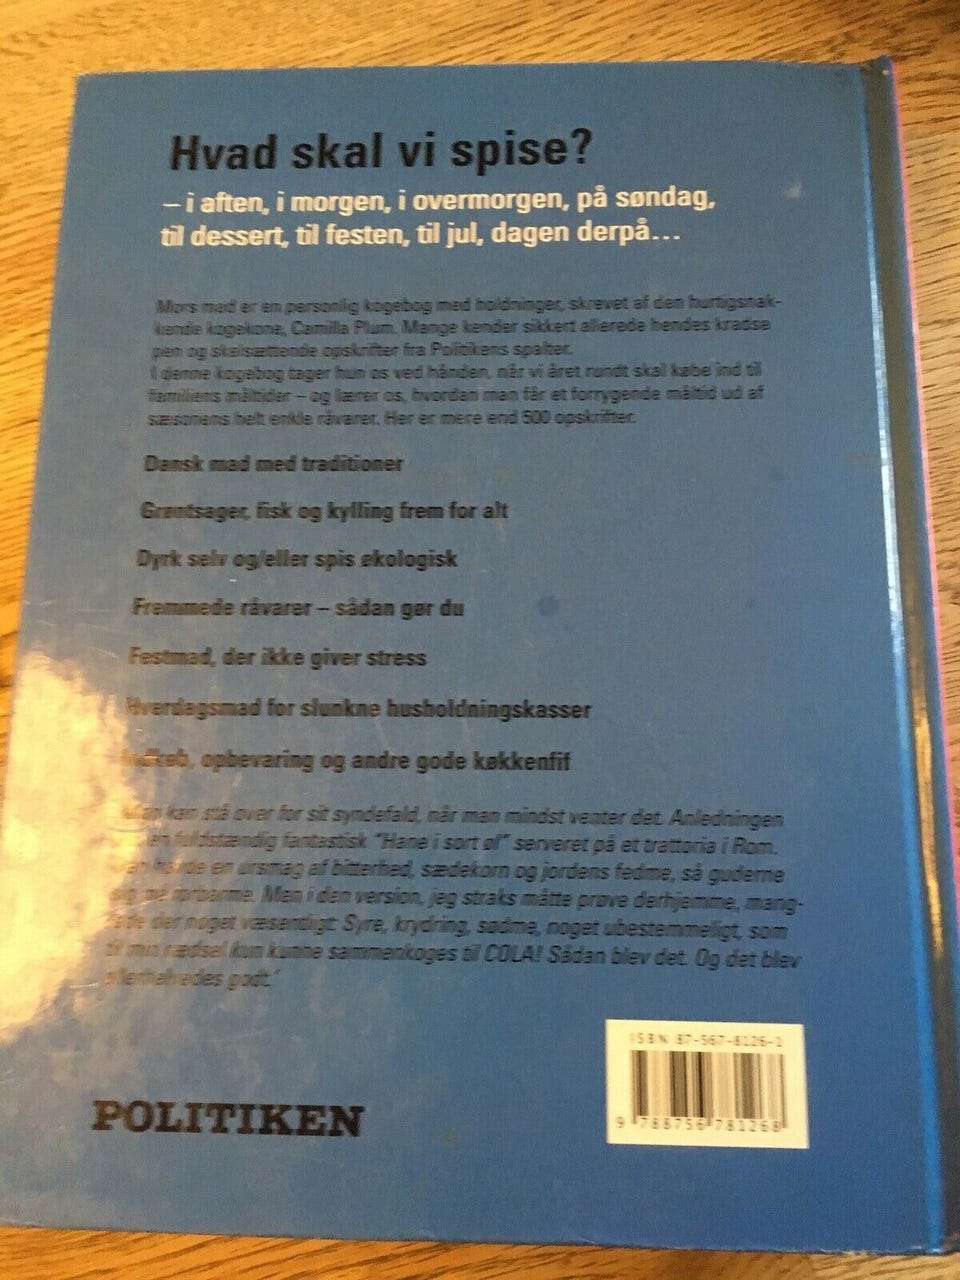 Hvad skal vi spise?
– i aften, i morgen, i overmorgen, på søndag,
til dessert, til festen, til jul, dagen derpå...
Mors mad er en personlig kogebog med holdninger, skrevet af den hurtigsnak-
kende kogekone, Camilla Plum. Mange kender sikkert allerede hendes kradse
pen og skelsættende opskrifter fra Politikens spalter.
I denne kogebog tager hun os ved hånden, når vi året rundt skal købe ind til
familiens måltider – og lærer os, hvordan man får et forrygende måltid ud af
sæsonens helt enkle råvarer. Her er mere end 500 opskrifter.
Dansk mad med traditioner
Grøntsager, fisk og kylling frem for alt
Dyrk selv og/eller spis økologisk
Fremmede råvarer – sådan gør du
Festmad, der ikke giver stress
Hverdagsmad for slunkne husholdningskasser
Indkøb, opbevaring og andre gode køkkenfif
kan stå over for sit syndefald, når man mindst venter det. Anledningen
en fuldstændig fantastisk "Hane i sort øl" serveret på et trattoria i Rom.
havde en ursmag af bitterhed, sædekorn og jordens fedme, så guderne
sig forbarme. Men i den version, jeg straks måtte prøve derhjemme, mang-
lede der noget væsentligt: Syre, krydring, sødme, noget ubestemmeligt, som
til min rædsel kun kunne sammenkoges til COLA! Sådan blev det. Og det blev
allerhelvedes godt.'
POLITIKEN
ISBN 87-567-8126-1
9 788756 781268